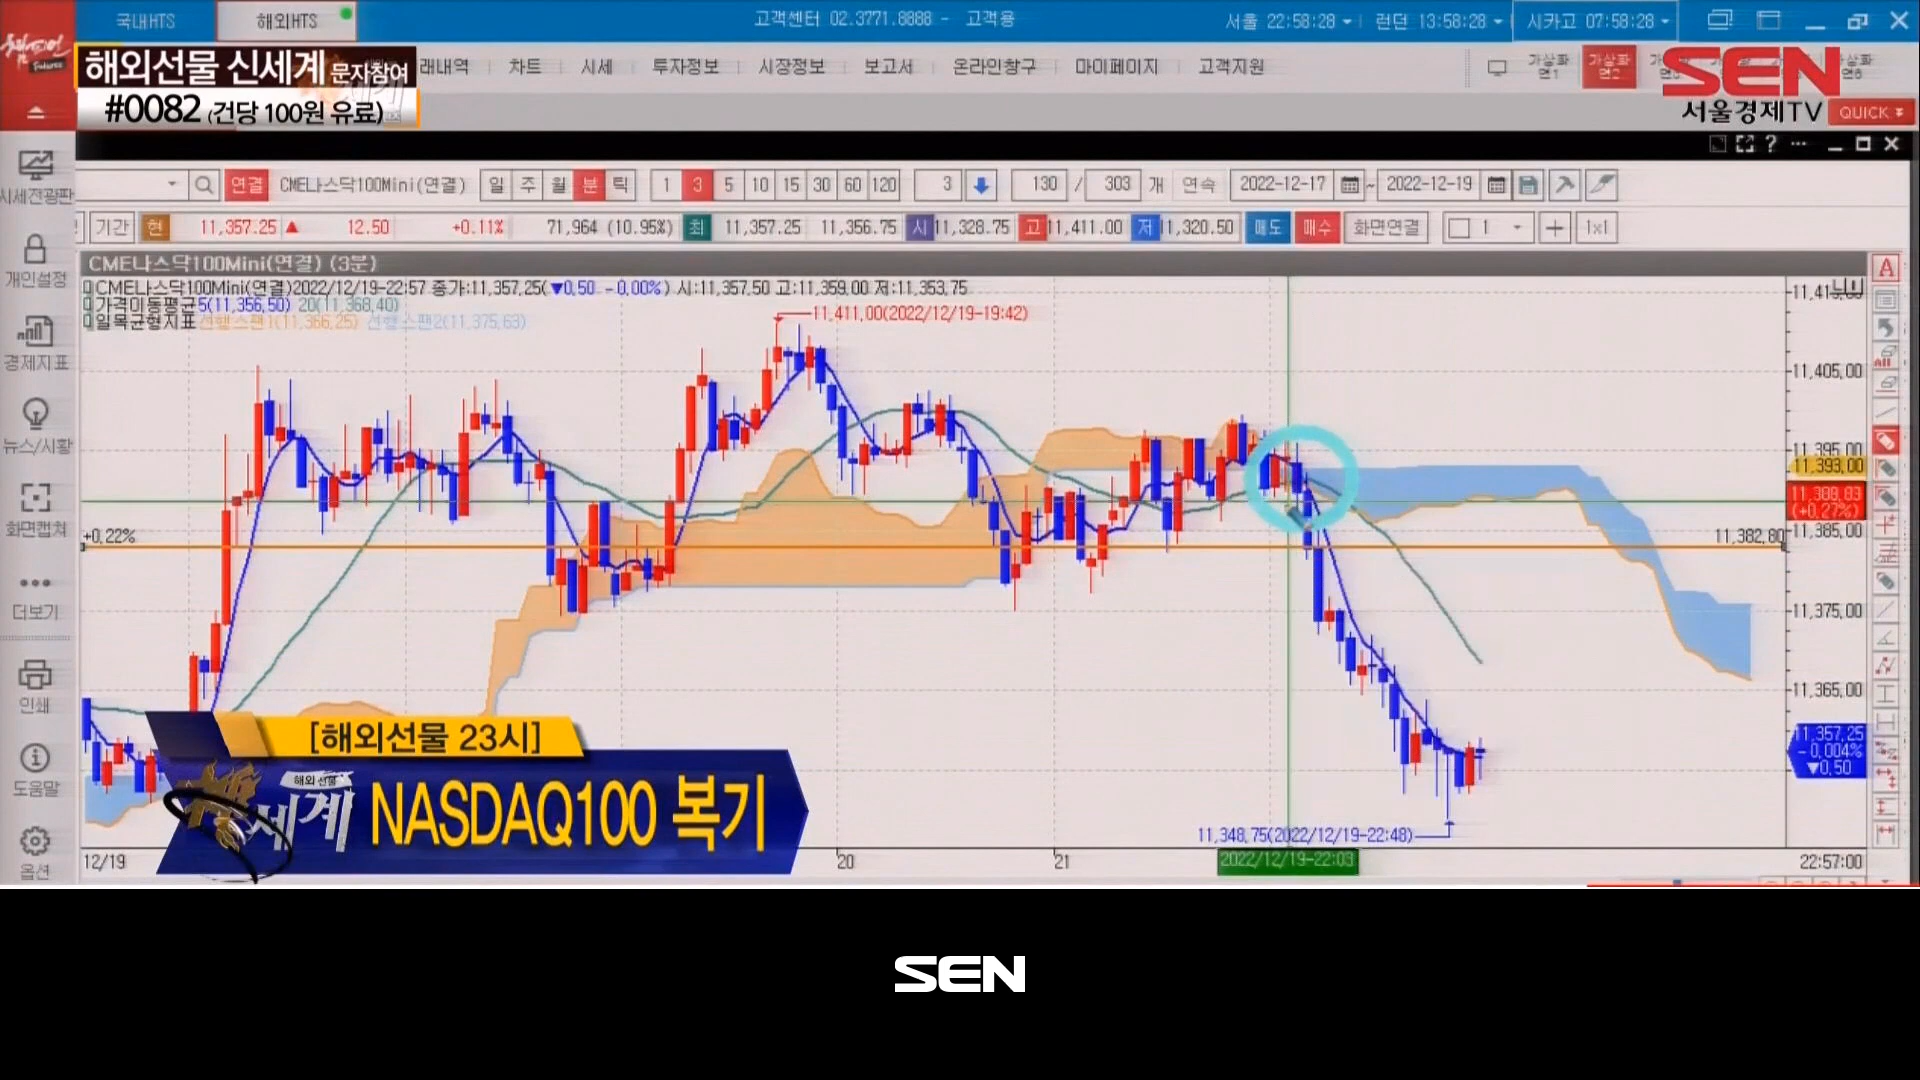 국내HTS
해외HTS
고객센터 02.3771.8888 - 고객용
서울 22:58:28
런던 13:58:28
시카고 07:58:28
해외선물 신세계 문자참여
#0082 (건당 100원 유료)
래내역
차트
시세
투자정보
시장정보
보고서
온라인창구
마이페이지
고객지원
가상화면1
가상화면2
SEN
서울경제TV
QUICK
시세전광판
개인설정
경제지표
뉴스/시황
화면캡쳐
더보기
인쇄
도움말
옵션
연결 CME나스닥100Mini(연결) 일 주 월 분 틱 1 3 5 10 15 30 60 120 3 130 / 303 개 연속 2022-12-17 ~ 2022-12-19
기간 현 11,357.25 ▲ 12.50 +0.11% 71,964 (10.95%) 최 11,357.25 11,356.75 시 11,328.75 고 11,411.00 저 11,320.50 매도 매수 화면연결 1 1x1
CME나스닥100Mini(연결) (3분)
CME나스닥100Mini(연결)2022/12/19-22:57 종가:11,357.25(▼0.50 -0.00%) 시:11,357.50 고:11,359.00 저:11,353.75
가격이동평균 5(11,356.50) 20(11,368.40)
일목균형지표 선행스팬1(11,366.25) 선행스팬2(11,375.63)
11,411.00(2022/12/19-19:42)
11,405.00
11,395.00
11,393.00
11,388.83
(+0.27%)
11,385.00
11,382.80
+0.22%
11,375.00
11,365.00
11,357.25
-0.004%
▼0.50
11,348.75(2022/12/19-22:48)
12/19
20
21
2022/12/19-22:03
22:57:00
[해외선물 23시]
해외 선물
세계
NASDAQ100 복기
SEN